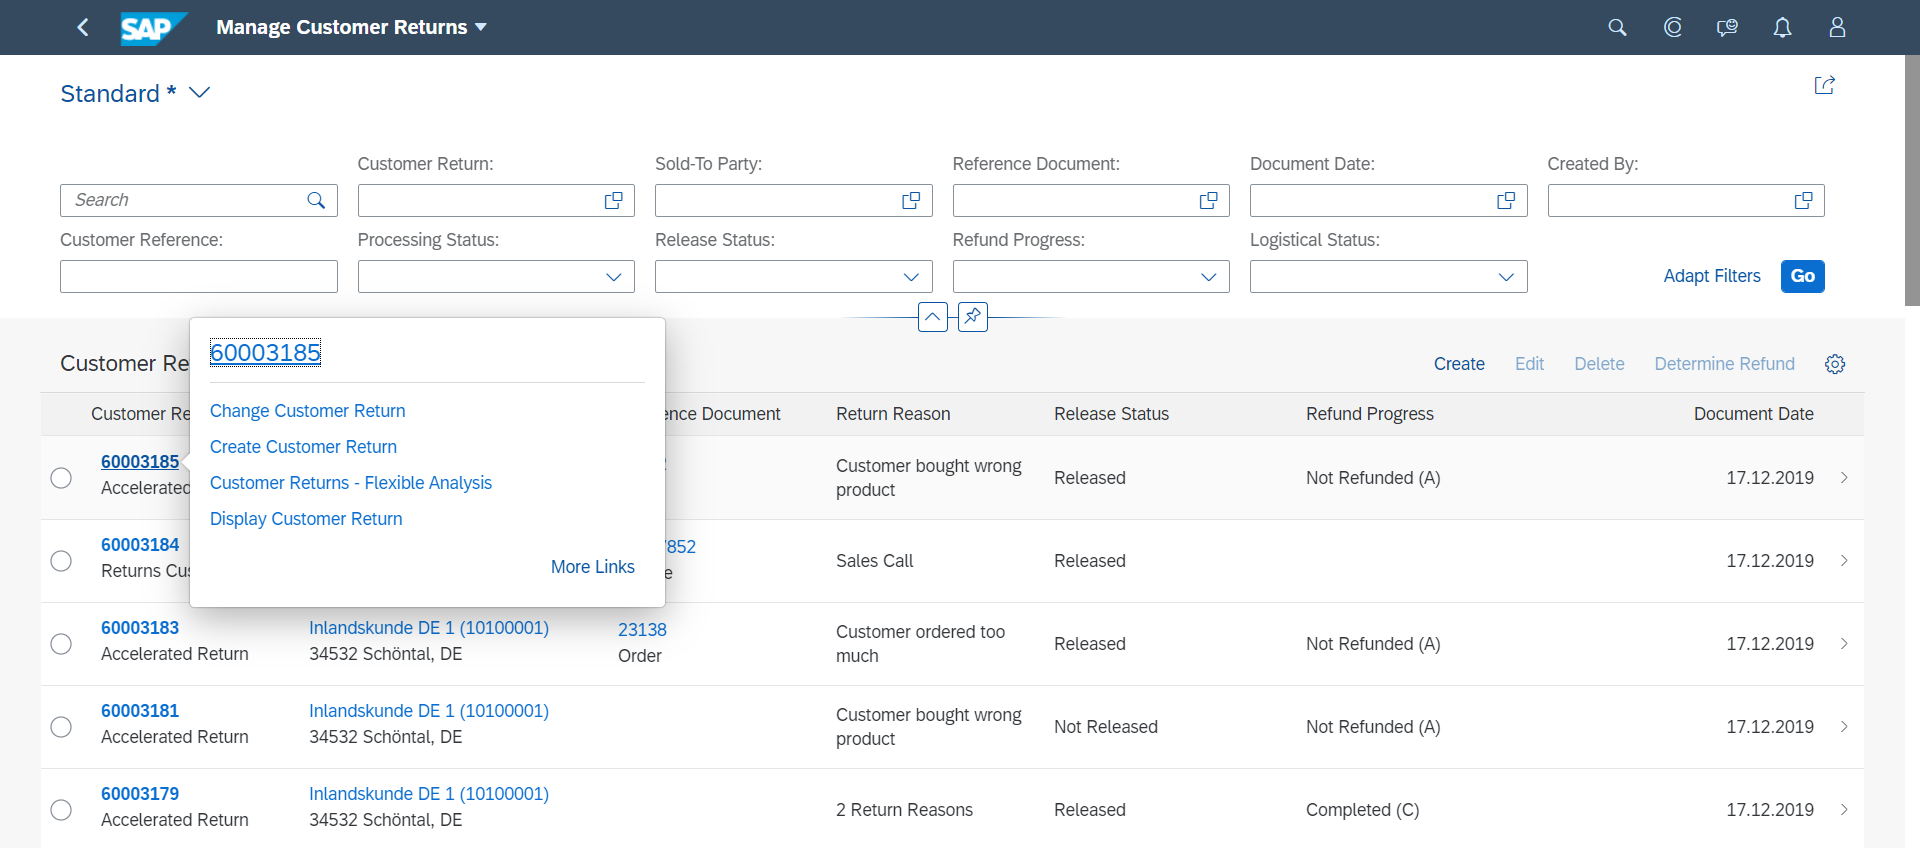 SAP Manage Customer Returns
Standard *
Customer Return: Sold-To Party: Reference Document: Document Date: Created By:
Search
Customer Reference: Processing Status: Release Status: Refund Progress: Logistical Status:
Adapt Filters Go
60003185
Customer Re Create Edit Delete Determine Refund
Change Customer Return
Customer Re ence Document Return Reason Release Status Refund Progress Document Date
Create Customer Return
60003185
Customer bought wrong
product
Released Not Refunded (A) 17.12.2019
Accelerated
Customer Returns - Flexible Analysis
Display Customer Return
More Links
60003184 7852
Returns Cus e
Sales Call Released 17.12.2019
60003183 Inlandskunde DE 1 (10100001) 23138
Accelerated Return 34532 Schöntal, DE Order
Customer ordered too
much
Released Not Refunded (A) 17.12.2019
60003181 Inlandskunde DE 1 (10100001)
Accelerated Return 34532 Schöntal, DE
Customer bought wrong
product
Not Released Not Refunded (A) 17.12.2019
60003179 Inlandskunde DE 1 (10100001)
Accelerated Return 34532 Schöntal, DE
2 Return Reasons Released Completed (C) 17.12.2019